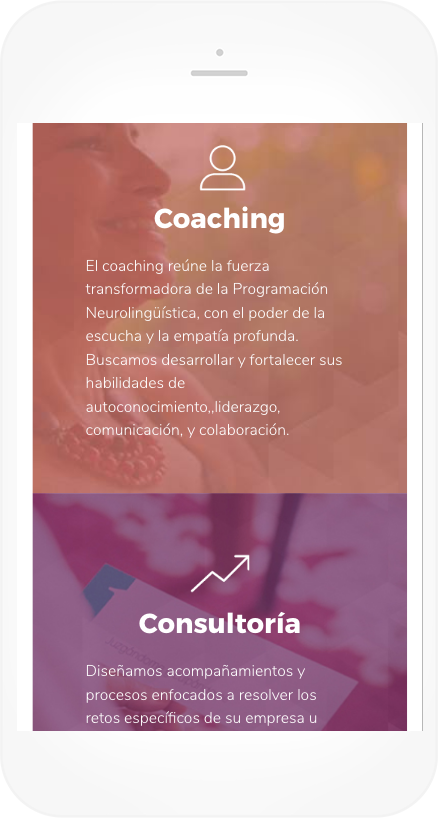 Coaching
El coaching reúne la fuerza
transformadora de la Programación
Neurolingüística, con el poder de la
escucha y la empatía profunda.
Buscamos desarrollar y fortalecer sus
habilidades de
autoconocimiento,,liderazgo,
comunicación, y colaboración.
Consultoría
Diseñamos acompañamientos y
procesos enfocados a resolver los
retos específicos de su empresa u